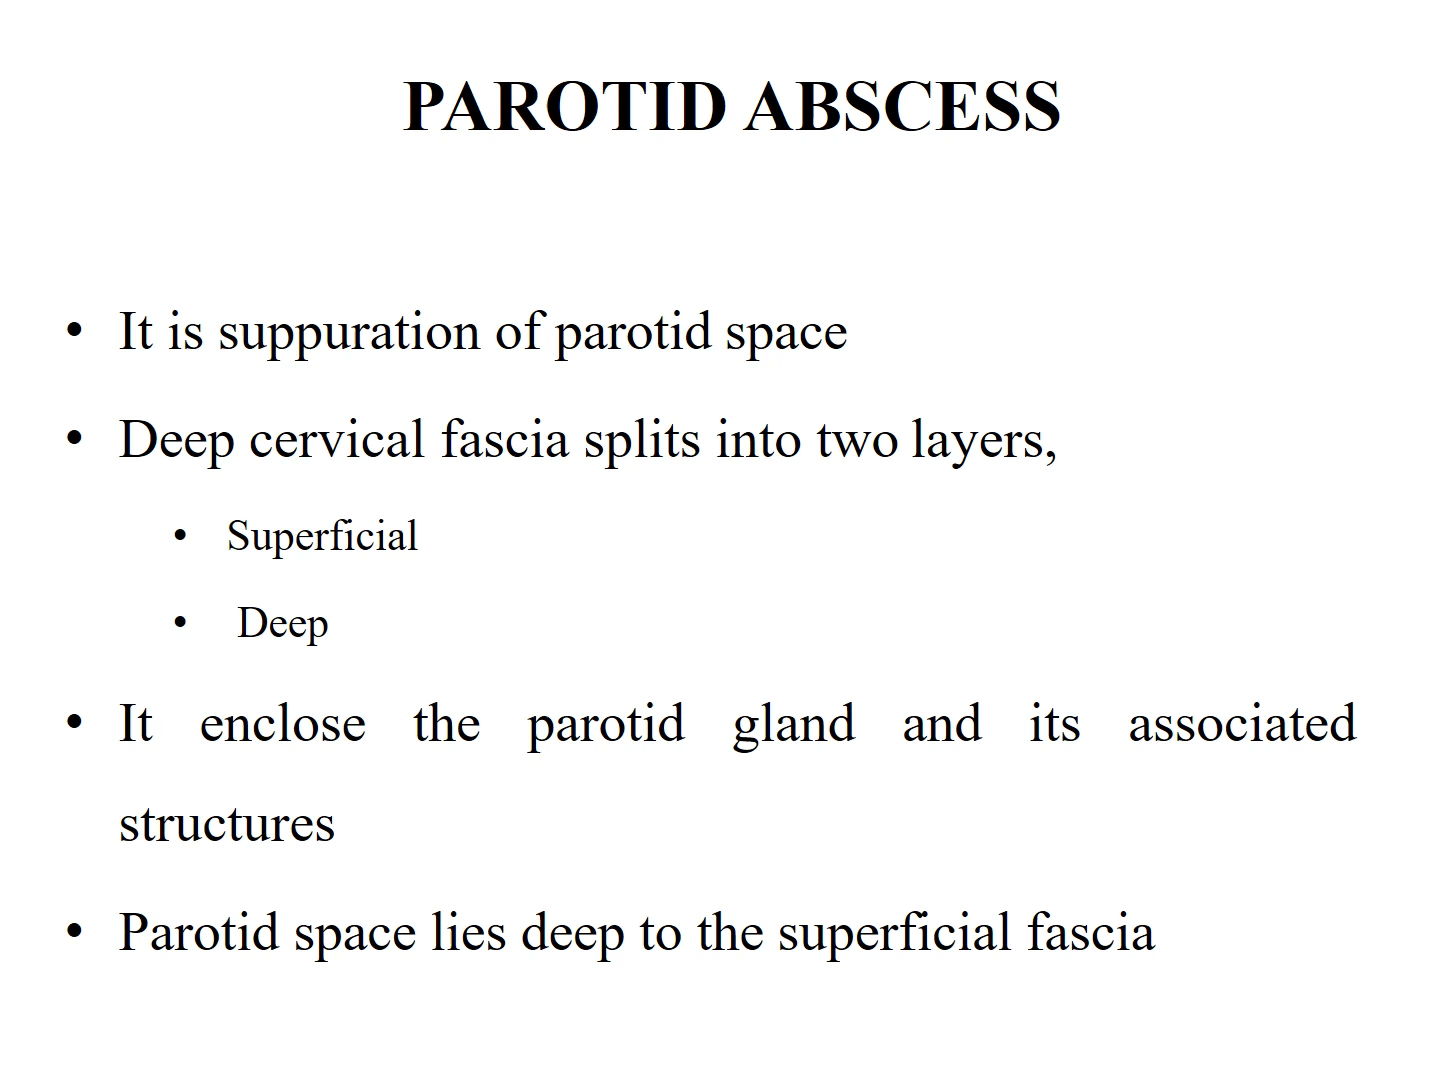 PAROTID ABSCESS
• It is suppuration of parotid space
• Deep cervical fascia splits into two layers,
• Superficial
• Deep
• It enclose the parotid gland and its associated
structures
• Parotid space lies deep to the superficial fascia